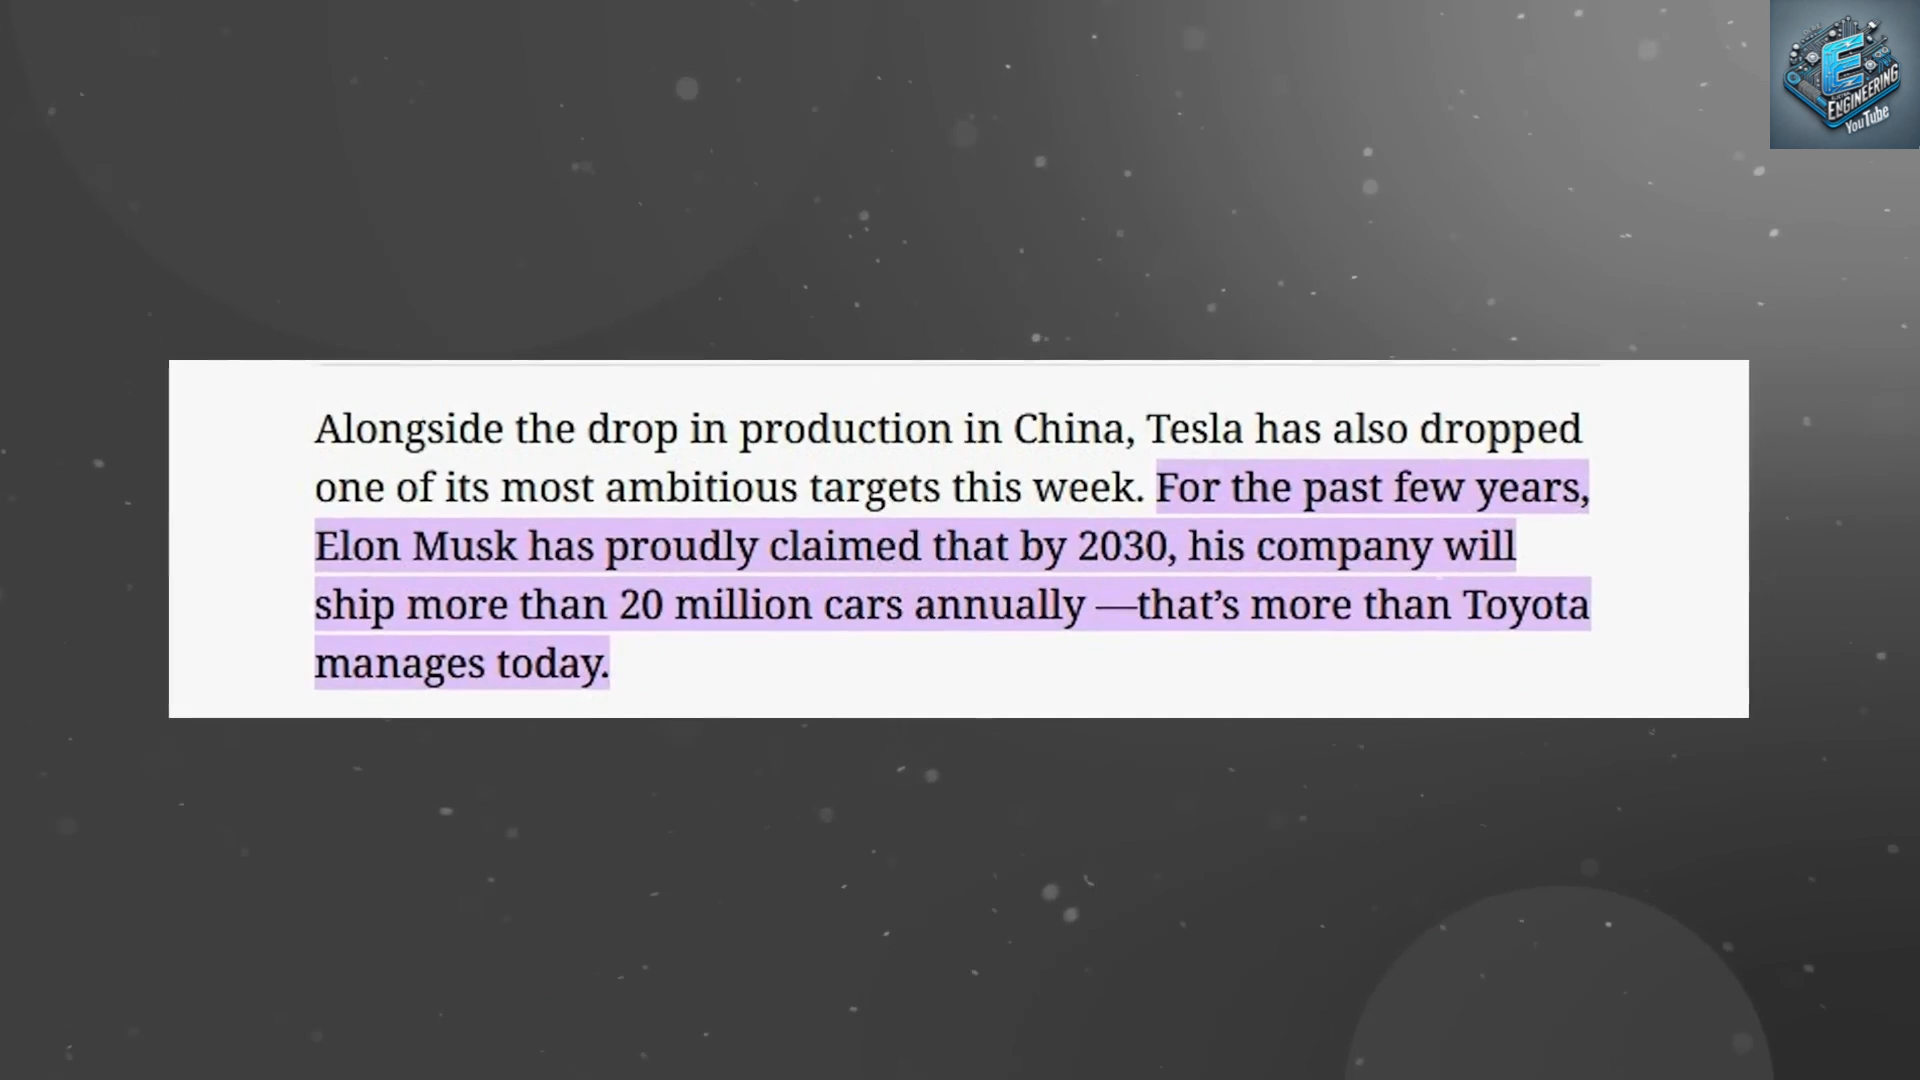 E
ENGINEERING
YouTube
Alongside the drop in production in China, Tesla has also dropped
one of its most ambitious targets this week. For the past few years,
Elon Musk has proudly claimed that by 2030, his company will
ship more than 20 million cars annually —that’s more than Toyota
manages today.